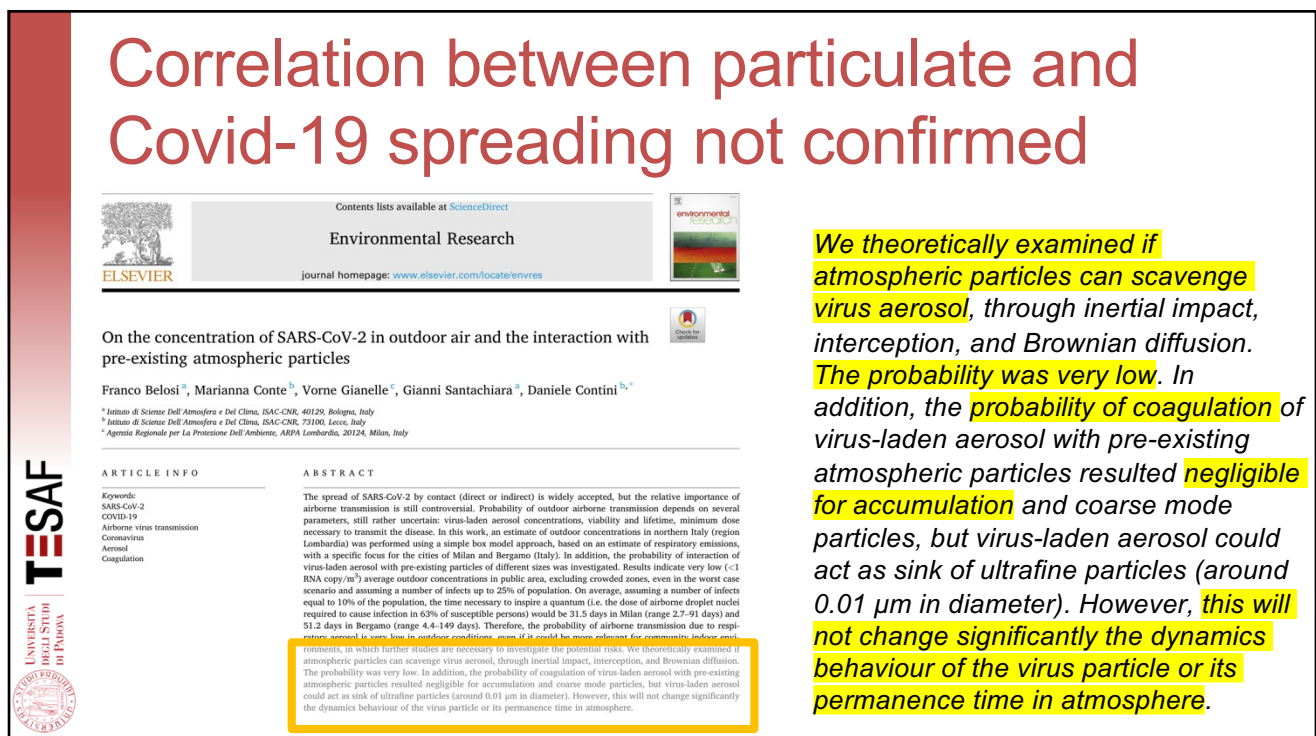 Correlation between particulate and
Covid-19 spreading not confirmed
Contents lists available at ScienceDirect
Environmental Research
journal homepage: www.elsevier.com/locate/envres
ELSEVIER
environmental
research
Check for
updates
On the concentration of SARS-CoV-2 in outdoor air and the interaction with
pre-existing atmospheric particles
Franco Belosi a, Marianna Conte b, Vorne Gianelle c, Gianni Santachiara a, Daniele Contini b,*
a Istituto di Scienze Dell'Atmosfera e Del Clima, ISAC-CNR, 40129, Bologna, Italy
b Istituto di Scienze Dell'Atmosfera e Del Clima, ISAC-CNR, 73100, Lecce, Italy
c Agenzia Regionale per La Protezione Dell'Ambiente, ARPA Lombardia, 20124, Milan, Italy
ARTICLE INFO
Keywords:
SARS-CoV-2
COVID-19
Airborne virus transmission
Coronavirus
Aerosol
Coagulation
ABSTRACT
The spread of SARS-CoV-2 by contact (direct or indirect) is widely accepted, but the relative importance of
airborne transmission is still controversial. Probability of outdoor airborne transmission depends on several
parameters, still rather uncertain: virus-laden aerosol concentrations, viability and lifetime, minimum dose
necessary to transmit the disease. In this work, an estimate of outdoor concentrations in northern Italy (region
Lombardia) was performed using a simple box model approach, based on an estimate of respiratory emissions,
with a specific focus for the cities of Milan and Bergamo (Italy). In addition, the probability of interaction of
virus-laden aerosol with pre-existing particles of different sizes was investigated. Results indicate very low (<1
RNA copy/m3) average outdoor concentrations in public area, excluding crowded zones, even in the worst case
scenario and assuming a number of infects up to 25% of population. On average, assuming a number of infects
equal to 10% of the population, the time necessary to inspire a quantum (i.e. the dose of airborne droplet nuclei
required to cause infection in 63% of susceptible persons) would be 31.5 days in Milan (range 2.7–91 days) and
51.2 days in Bergamo (range 4.4–149 days). Therefore, the probability of airborne transmission due to respi-
ratory aerosol is very low in outdoor conditions, even if it could be more relevant for community indoor envi-
ronments, in which further studies are necessary to investigate the potential risks. We theoretically examined if
atmospheric particles can scavenge virus aerosol, through inertial impact, interception, and Brownian diffusion.
The probability was very low. In addition, the probability of coagulation of virus-laden aerosol with pre-existing
atmospheric particles resulted negligible for accumulation and coarse mode particles, but virus-laden aerosol
could act as sink of ultrafine particles (around 0.01 μm in diameter). However, this will not change significantly
the dynamics behaviour of the virus particle or its permanence time in atmosphere.
We theoretically examined if
atmospheric particles can scavenge
virus aerosol, through inertial impact,
interception, and Brownian diffusion.
The probability was very low. In
addition, the probability of coagulation of
virus-laden aerosol with pre-existing
atmospheric particles resulted negligible
for accumulation and coarse mode
particles, but virus-laden aerosol could
act as sink of ultrafine particles (around
0.01 μm in diameter). However, this will
not change significantly the dynamics
behaviour of the virus particle or its
permanence time in atmosphere.
TESAF
UNIVERSITÀ
DEGLI STUDI
DI PADOVA